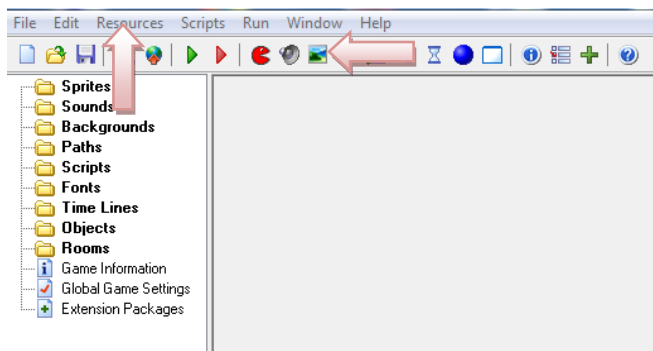 File Edit Resources Scripts Run Window Help
Sprites
Sounds
Backgrounds
Paths
Scripts
Fonts
Time Lines
Objects
Rooms
Game Information
Global Game Settings
Extension Packages